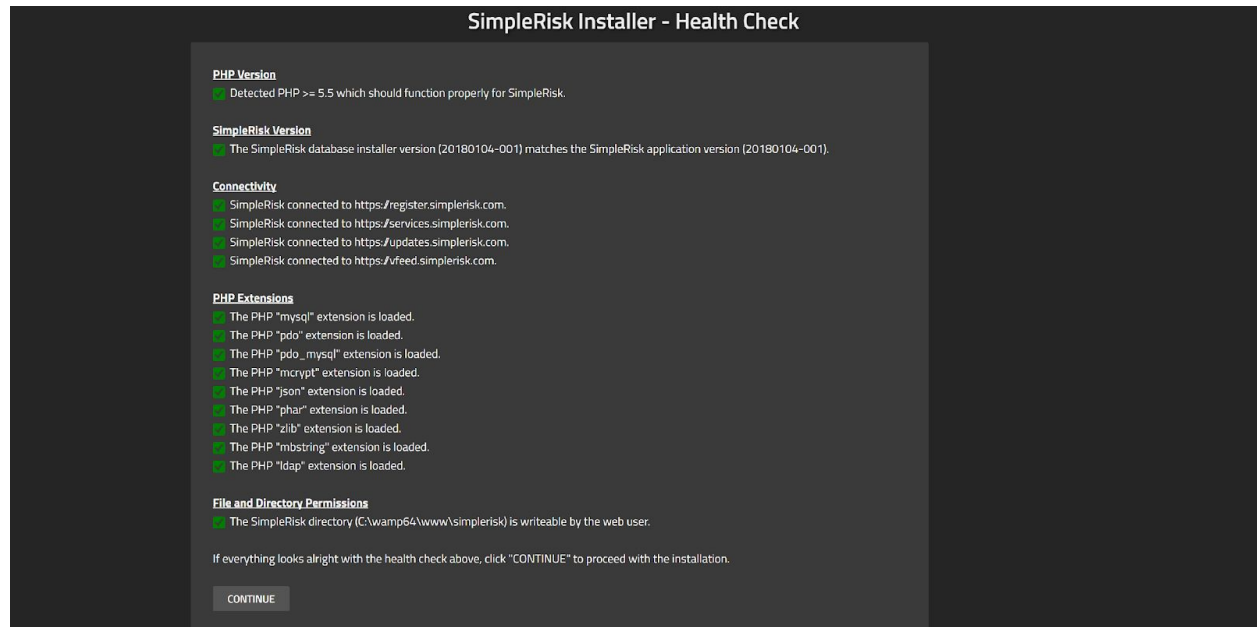 SimpleRisk Installer - Health Check
PHP Version
Detected PHP >= 5.5 which should function properly for SimpleRisk.
SimpleRisk Version
The SimpleRisk database installer version (20180104-001) matches the SimpleRisk application version (20180104-001).
Connectivity
SimpleRisk connected to https://register.simplerisk.com.
SimpleRisk connected to https://services.simplerisk.com.
SimpleRisk connected to https://updates.simplerisk.com.
SimpleRisk connected to https://vfeed.simplerisk.com.
PHP Extensions
The PHP "mysql" extension is loaded.
The PHP "pdo" extension is loaded.
The PHP "pdo_mysql" extension is loaded.
The PHP "mcrypt" extension is loaded.
The PHP "json" extension is loaded.
The PHP "phar" extension is loaded.
The PHP "zlib" extension is loaded.
The PHP "mbstring" extension is loaded.
The PHP "ldap" extension is loaded.
File and Directory Permissions
The SimpleRisk directory (C:\wamp64\www\simplerisk) is writeable by the web user.
If everything looks alright with the health check above, click "CONTINUE" to proceed with the installation.
CONTINUE